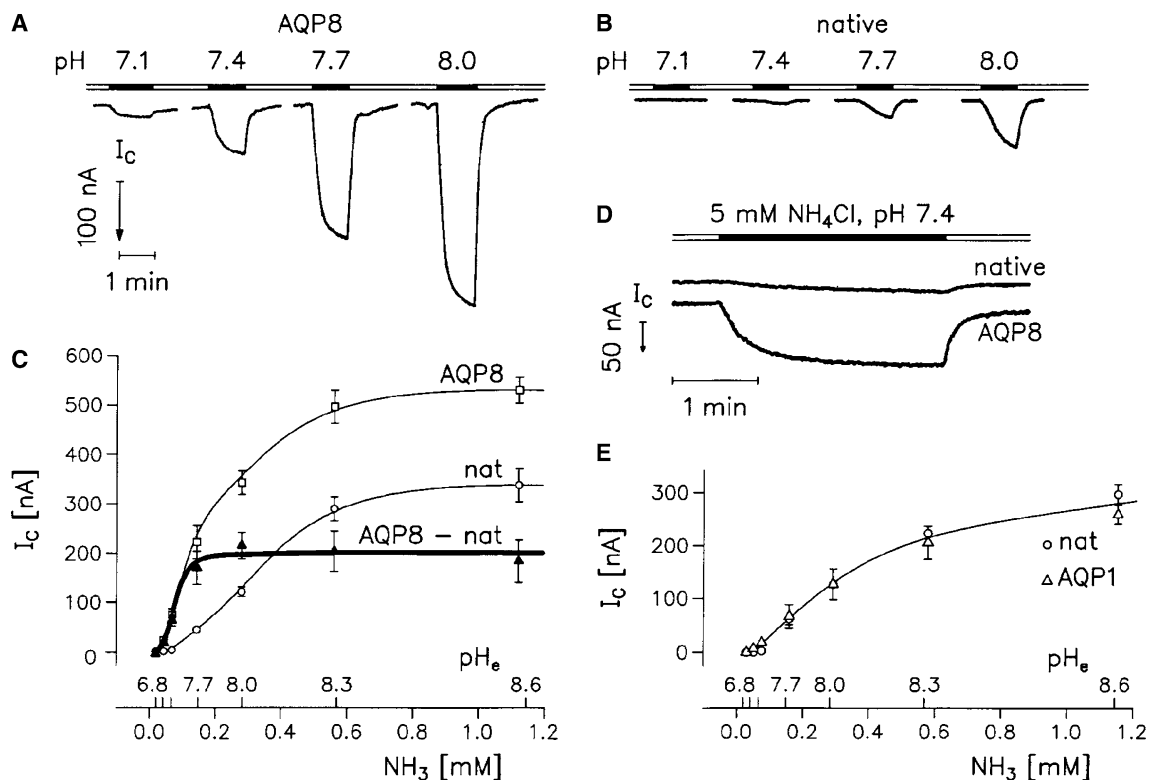 A
AQP8
pH 7.1 7.4 7.7 8.0
I_C
100 nA
1 min
B
native
pH 7.1 7.4 7.7 8.0
D
5 mM NH₄Cl, pH 7.4
native
I_C
50 nA
AQP8
1 min
C
I_C [nA]
600
500
400
300
200
100
0
AQP8
nat
AQP8 – nat
pH_e
6.8 7.7 8.0 8.3 8.6
0.0 0.2 0.4 0.6 0.8 1.0 1.2
NH₃ [mM]
E
I_C [nA]
300
200
100
0
nat
AQP1
pH_e
6.8 7.7 8.0 8.3 8.6
0.0 0.2 0.4 0.6 0.8 1.0 1.2
NH₃ [mM]